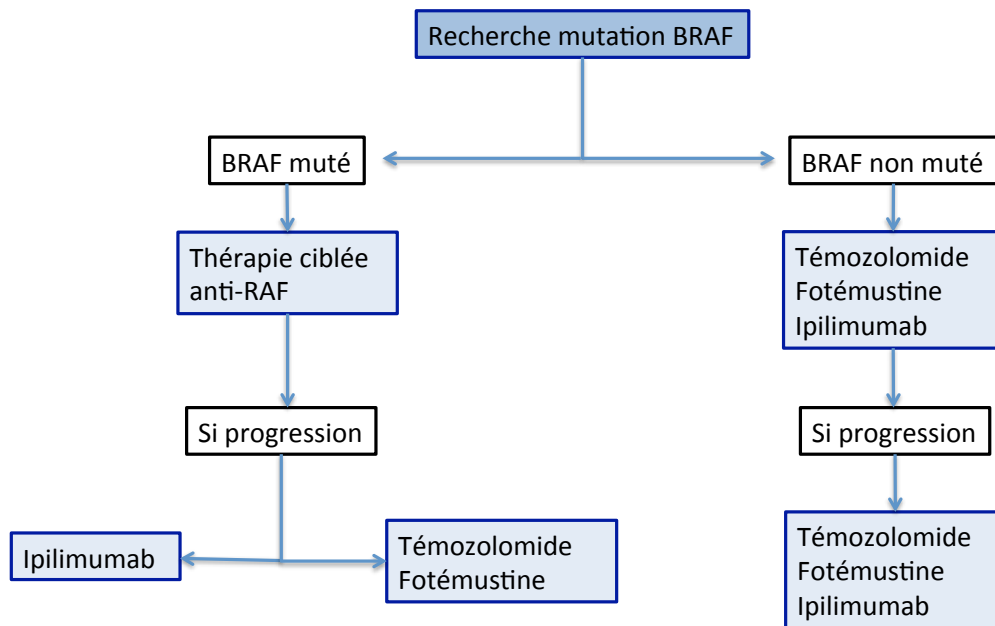 Recherche mutation BRAF
BRAF muté
BRAF non muté
Thérapie ciblée
anti-RAF
Témozolomide
Fotémustine
Ipilimumab
Si progression
Si progression
Ipilimumab
Témozolomide
Fotémustine
Témozolomide
Fotémustine
Ipilimumab